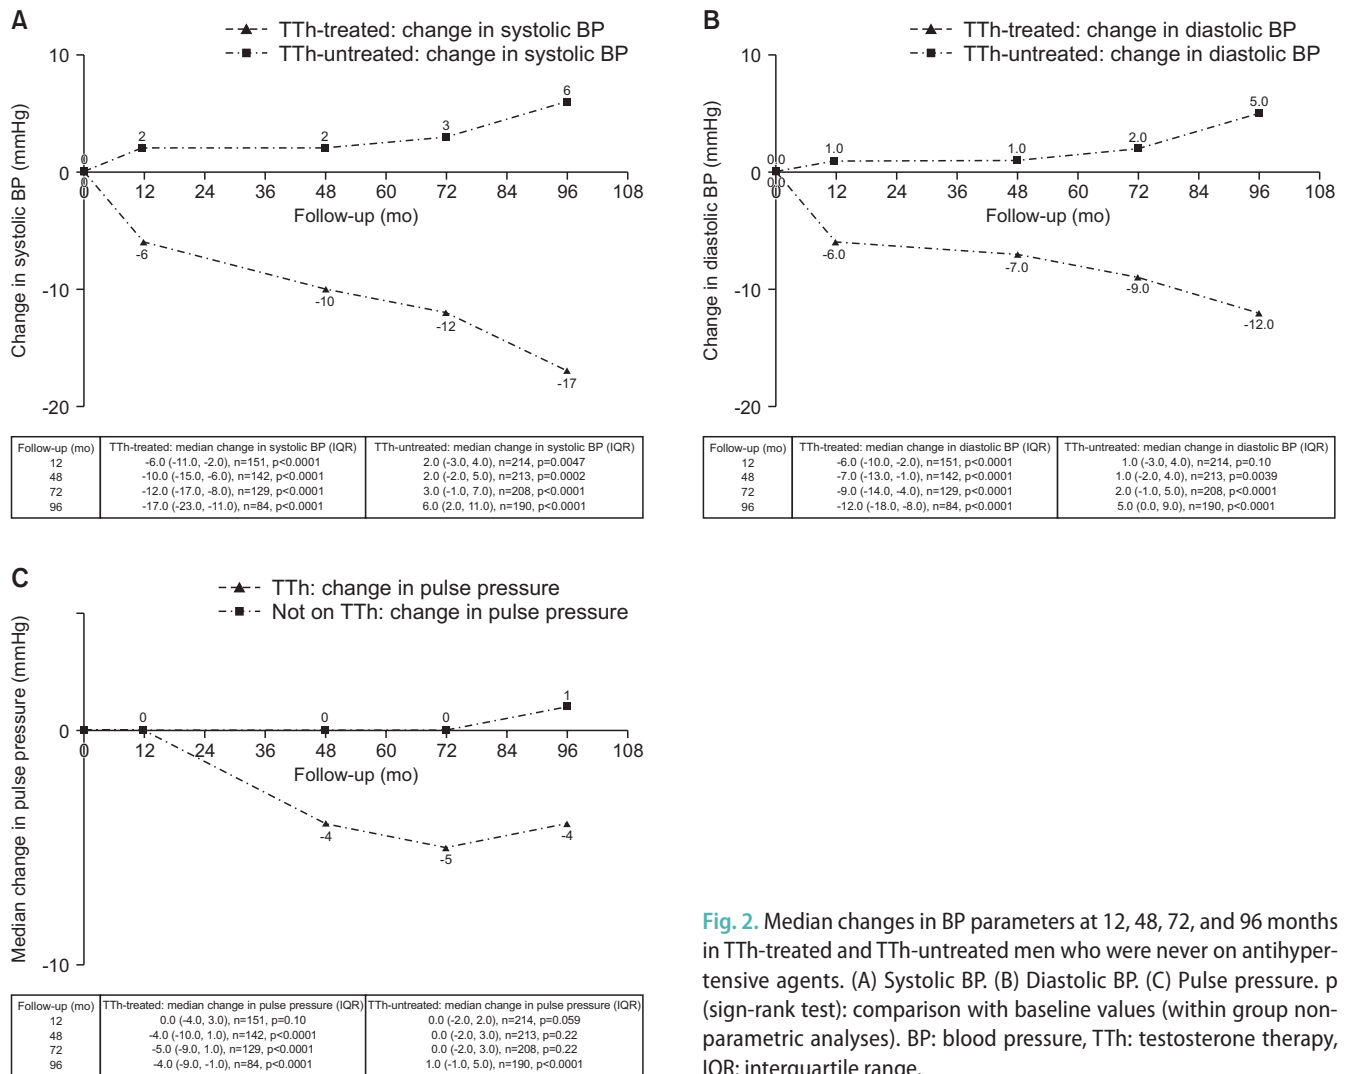 A
TTh-treated: change in systolic BP
TTh-untreated: change in systolic BP
Change in systolic BP (mmHg)
10
0
-10
-20
0
0
0
12
24
36
48
60
72
84
96
108
Follow-up (mo)
2
2
3
6
-6
-10
-12
-17
Follow-up (mo) TTh-treated: median change in systolic BP (IQR) TTh-untreated: median change in systolic BP (IQR)
12 -6.0 (-11.0, -2.0), n=151, p<0.0001 2.0 (-3.0, 4.0), n=214, p=0.0047
48 -10.0 (-15.0, -6.0), n=142, p<0.0001 2.0 (-2.0, 5.0), n=213, p=0.0002
72 -12.0 (-17.0, -8.0), n=129, p<0.0001 3.0 (-1.0, 7.0), n=208, p<0.0001
96 -17.0 (-23.0, -11.0), n=84, p<0.0001 6.0 (2.0, 11.0), n=190, p<0.0001
B
TTh-treated: change in diastolic BP
TTh-untreated: change in diastolic BP
Change in diastolic BP (mmHg)
10
0
-10
-20
0.0
0.0
0
12
24
36
48
60
72
84
96
108
Follow-up (mo)
1.0
1.0
2.0
5.0
-6.0
-7.0
-9.0
-12.0
Follow-up (mo) TTh-treated: median change in diastolic BP (IQR) TTh-untreated: median change in diastolic BP (IQR)
12 -6.0 (-10.0, -2.0), n=151, p<0.0001 1.0 (-3.0, 4.0), n=214, p=0.10
48 -7.0 (-13.0, -1.0), n=142, p<0.0001 1.0 (-2.0, 4.0), n=213, p=0.0039
72 -9.0 (-14.0, -4.0), n=129, p<0.0001 2.0 (-1.0, 5.0), n=208, p<0.0001
96 -12.0 (-18.0, -8.0), n=84, p<0.0001 5.0 (0.0, 9.0), n=190, p<0.0001
C
TTh: change in pulse pressure
Not on TTh: change in pulse pressure
Median change in pulse pressure (mmHg)
0
-10
0
12
24
36
48
60
72
84
96
108
Follow-up (mo)
0
0
0
1
-4
-5
-4
Follow-up (mo) TTh-treated: median change in pulse pressure (IQR) TTh-untreated: median change in pulse pressure (IQR)
12 0.0 (-4.0, 3.0), n=151, p=0.10 0.0 (-2.0, 2.0), n=214, p=0.059
48 -4.0 (-10.0, 1.0), n=142, p<0.0001 0.0 (-2.0, 3.0), n=213, p=0.22
72 -5.0 (-9.0, 1.0), n=129, p<0.0001 0.0 (-2.0, 3.0), n=208, p=0.22
96 -4.0 (-9.0, -1.0), n=84, p<0.0001 1.0 (-1.0, 5.0), n=190, p<0.0001
Fig. 2. Median changes in BP parameters at 12, 48, 72, and 96 months
in TTh-treated and TTh-untreated men who were never on antihyper-
tensive agents. (A) Systolic BP. (B) Diastolic BP. (C) Pulse pressure. p
(sign-rank test): comparison with baseline values (within group non-
parametric analyses). BP: blood pressure, TTh: testosterone therapy,
IQR: interquartile range.